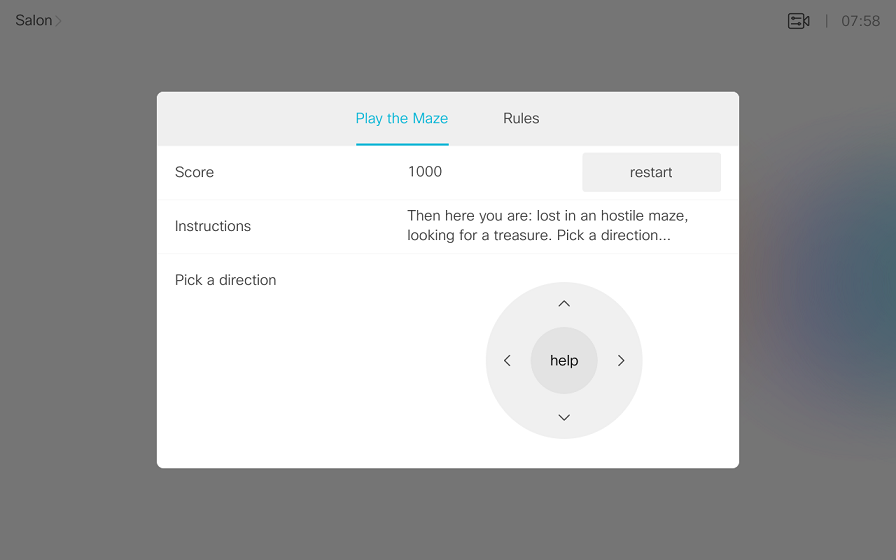 Salon
07:58
Play the Maze
Rules
Score
1000
restart
Instructions
Then here you are: lost in an hostile maze,
looking for a treasure. Pick a direction...
Pick a direction
help